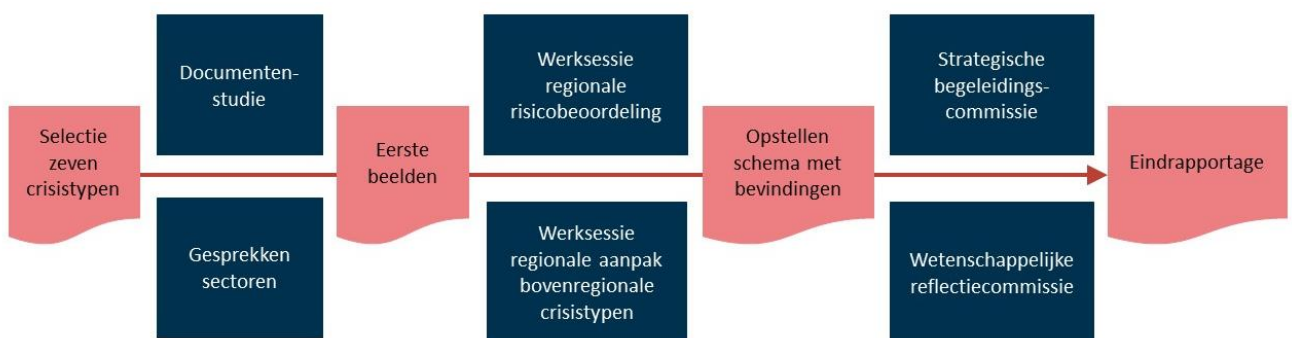 Selectie
zeven
crisistypen
Documenten-
studie
Gesprekken
sectoren
Eerste
beelden
Werksessie
regionale
risicobeoordeling
Werksessie
regionale aanpak
bovenregionale
crisistypen
Opstellen
schema met
bevindingen
Strategische
begeleidings-
commissie
Wetenschappelijke
reflectiecommissie
Eindrapportage